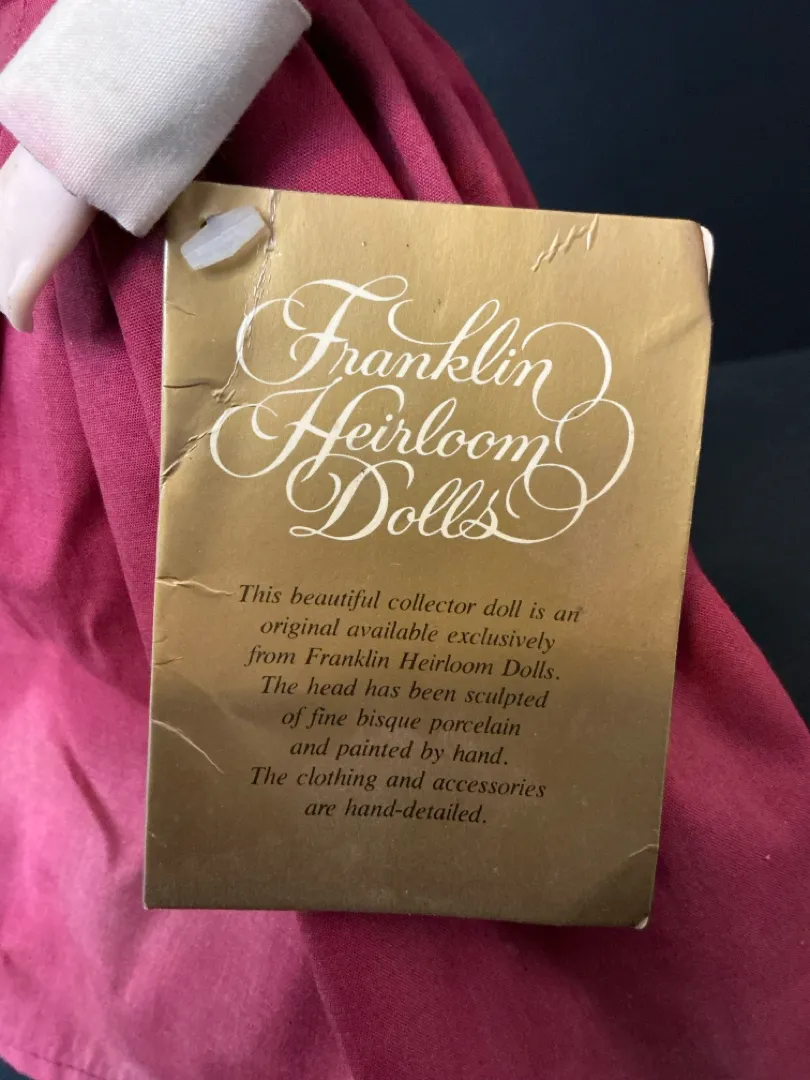 Franklin
Heirloom
Dolls
This beautiful collector doll is an
original available exclusively
from Franklin Heirloom Dolls.
The head has been sculpted
of fine bisque porcelain
and painted by hand.
The clothing and accessories
are hand-detailed.